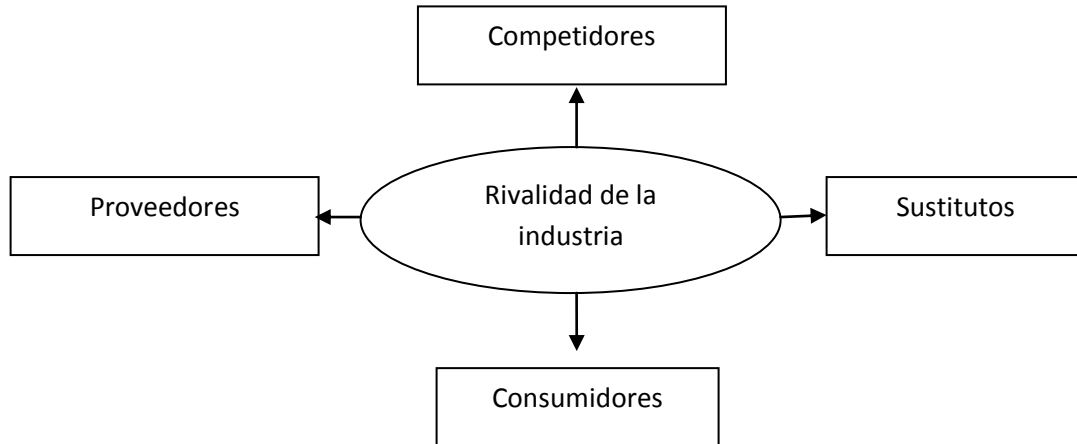 Competidores
Proveedores
Rivalidad de la
industria
Sustitutos
Consumidores